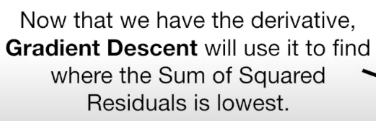 Now that we have the derivative,
Gradient Descent will use it to find
where the Sum of Squared
Residuals is lowest.